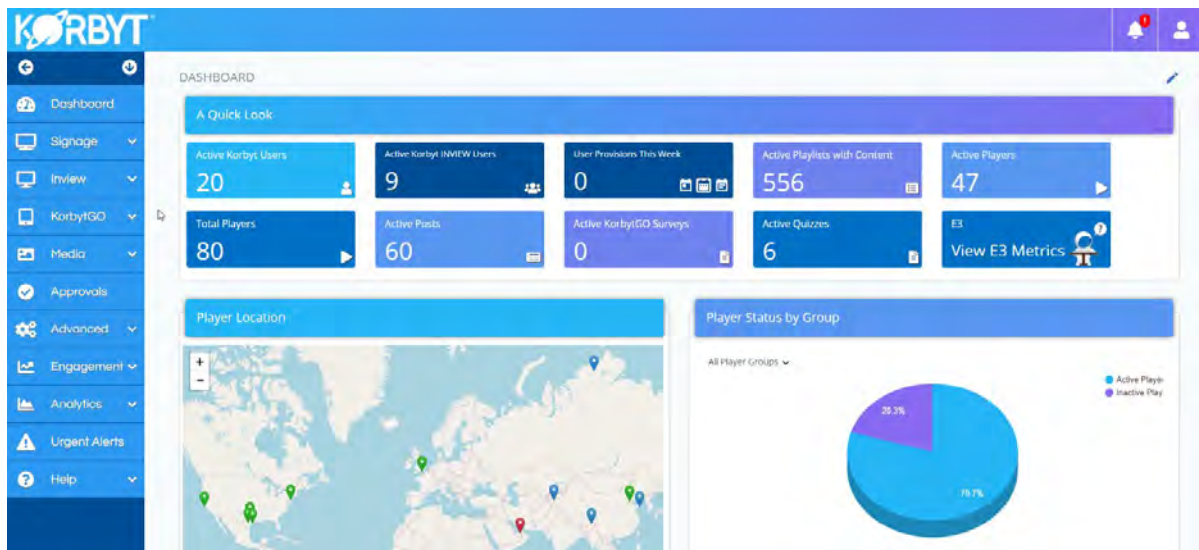 KORBYT
!
DASHBOARD
Dashboard
Signage
Inview
KorbytGO
Media
Approvals
Advanced
Engagement
Analytics
Urgent Alerts
Help
A Quick Look
Active Korbyt Users
20
Active Korbyt INVIEW Users
9
User Provisions This Week
0
Active Playlists with Content
556
Active Players
47
Total Players
80
Active Posts
60
Active KorbytGO Surveys
0
Active Quizzes
6
E3
View E3 Metrics
?
Player Location
+
-
Player Status by Group
All Player Groups
Active Playe
Inactive Play
20.3%
79.7%